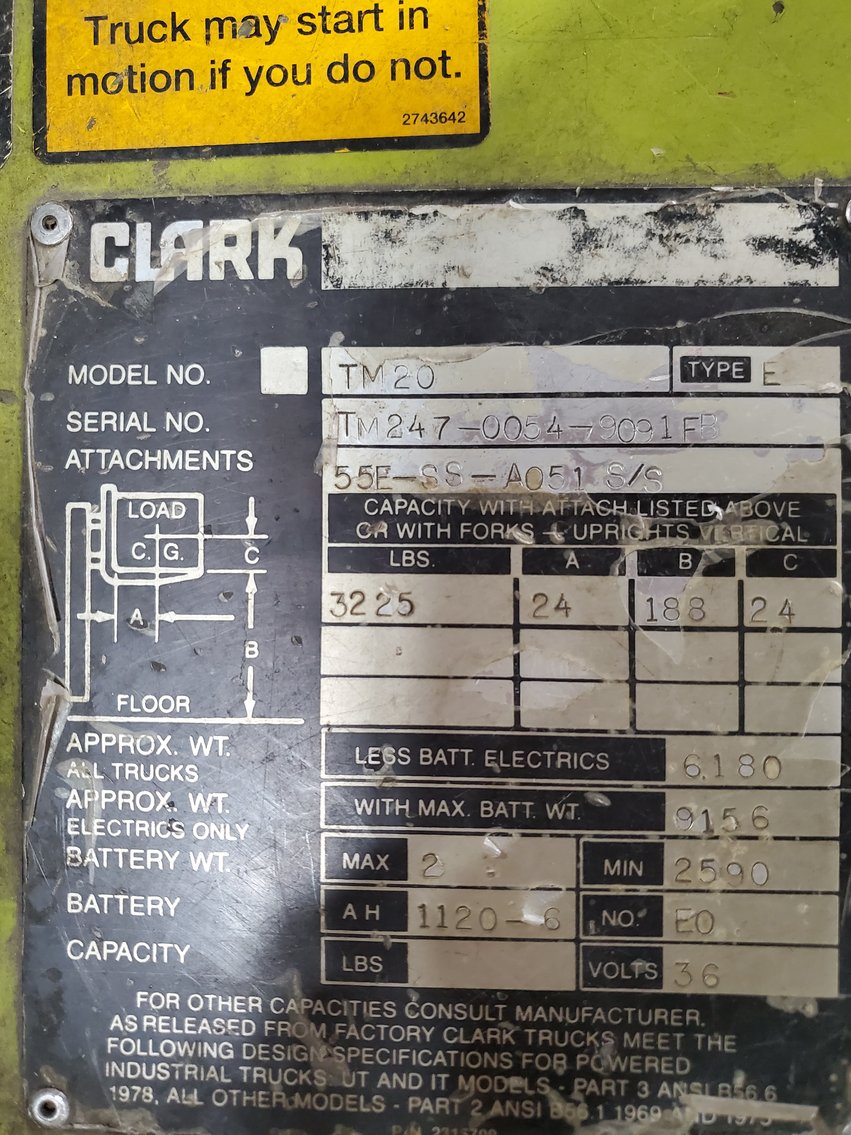 Truck may start in
motion if you do not.
2743642
CLARK
MODEL NO. TM20 TYPE E
SERIAL NO. TM247-0054-9091FB
ATTACHMENTS 55E-SS-A051 S/S
CAPACITY WITH ATTACH LISTED ABOVE
OR WITH FORKS - UPRIGHTS VERTICAL
LBS. A B C
3225 24 188 24
LOAD
C. G.
C
A
B
FLOOR
APPROX. WT.
ALL TRUCKS
LESS BATT. ELECTRICS 6180
APPROX. WT.
ELECTRICS ONLY
WITH MAX. BATT. WT. 9156
BATTERY WT. MAX MIN 2590
BATTERY AH 1120-6 NO. EO
CAPACITY LBS VOLTS 36
FOR OTHER CAPACITIES CONSULT MANUFACTURER.
AS RELEASED FROM FACTORY CLARK TRUCKS MEET THE
FOLLOWING DESIGN SPECIFICATIONS FOR POWERED
INDUSTRIAL TRUCKS UT AND IT MODELS - PART 3 ANSI B56.6
1978, ALL OTHER MODELS - PART 2 ANSI B56.1 1969 AND 1975